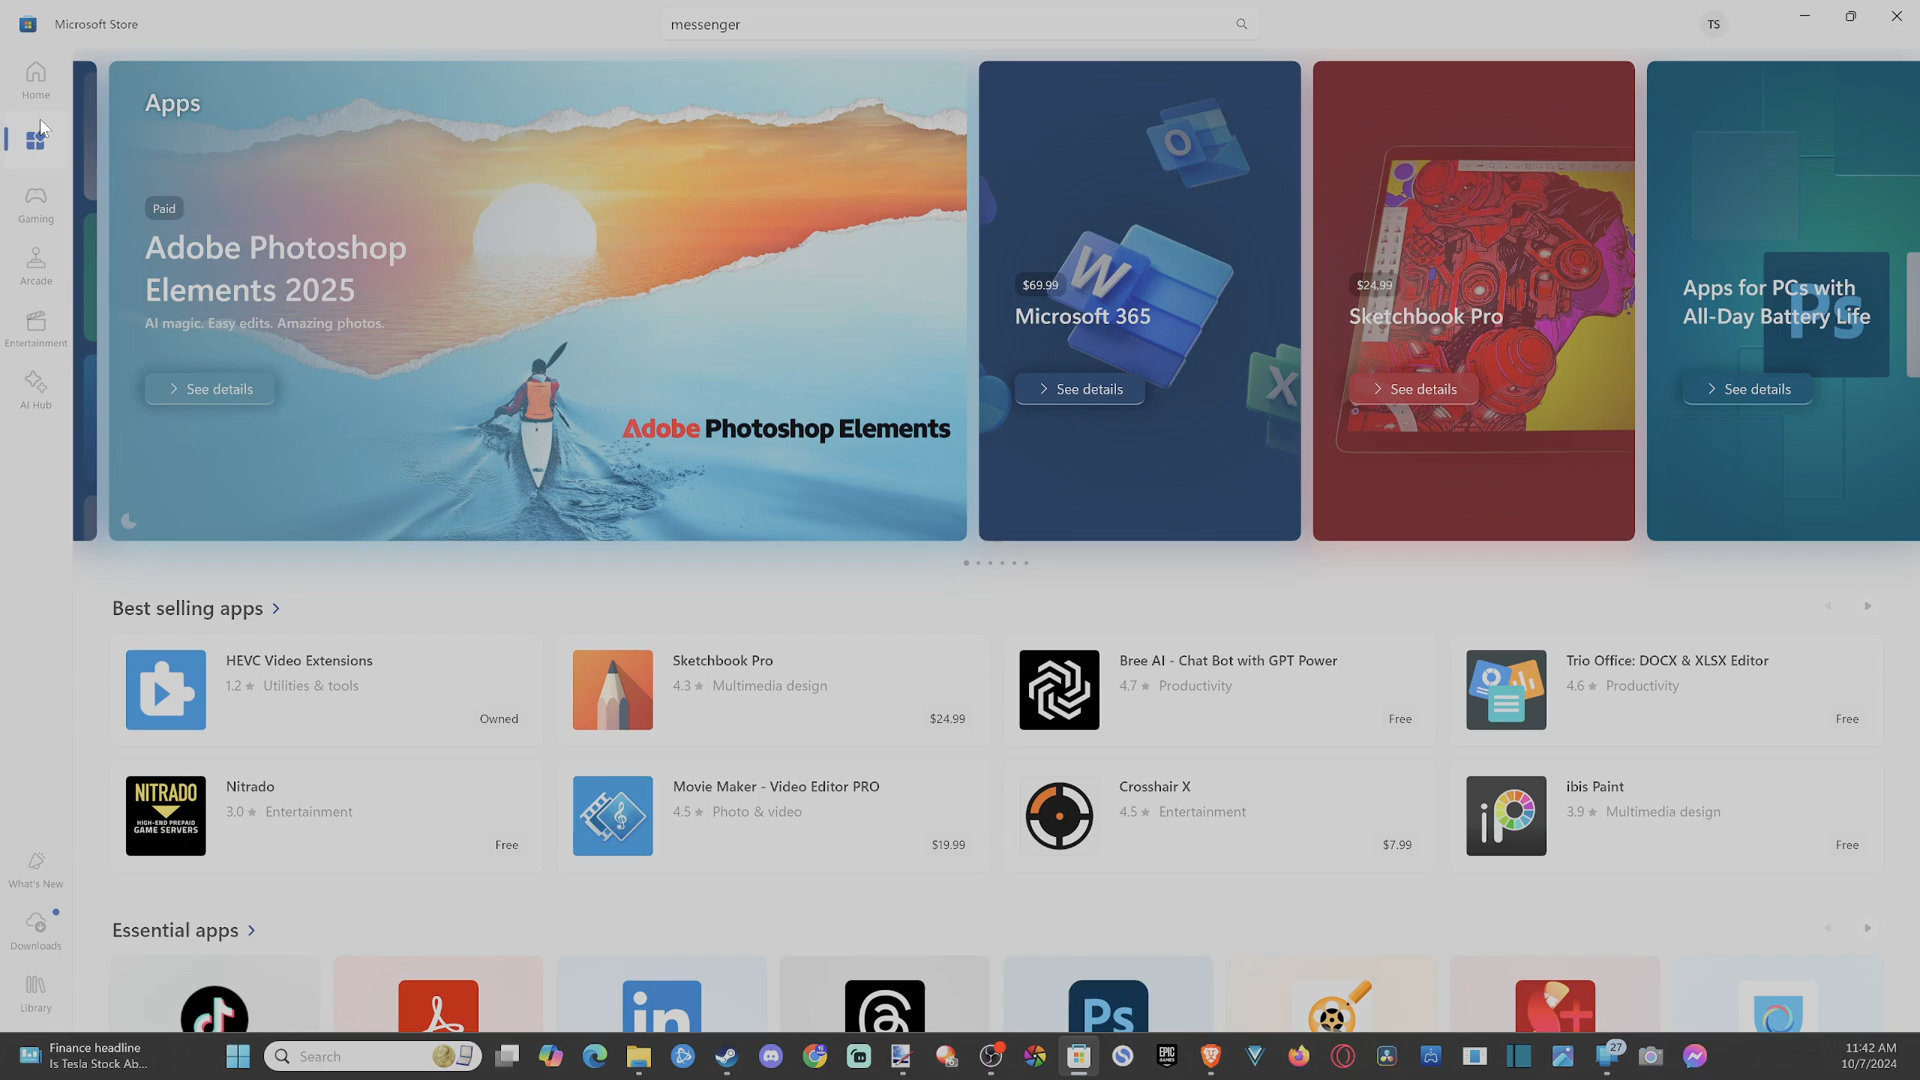 Microsoft Store
messenger
TS
Home
Gaming
Arcade
Entertainment
AI Hub
What's New
Downloads
Library
Apps
Paid
Adobe Photoshop
Elements 2025
AI magic. Easy edits. Amazing photos.
See details
Adobe Photoshop Elements
O
W
X
$69.99
Microsoft 365
See details
$24.99
Sketchbook Pro
See details
Ps
Apps for PCs with
All-Day Battery Life
See details
Best selling apps
HEVC Video Extensions
1.2 ★ Utilities & tools
Owned
Sketchbook Pro
4.3 ★ Multimedia design
$24.99
Bree AI - Chat Bot with GPT Power
4.7 ★ Productivity
Free
Trio Office: DOCX & XLSX Editor
4.6 ★ Productivity
Free
NITRADO
HIGH-END PREPAID
GAME SERVERS
Nitrado
3.0 ★ Entertainment
Free
Movie Maker - Video Editor PRO
4.5 ★ Photo & video
$19.99
Crosshair X
4.5 ★ Entertainment
$7.99
iP
ibis Paint
3.9 ★ Multimedia design
Free
Essential apps
in
Ps
Finance headline
Is Tesla Stock Ab...
Search
EPIC
GAMES
27
11:42 AM
10/7/2024